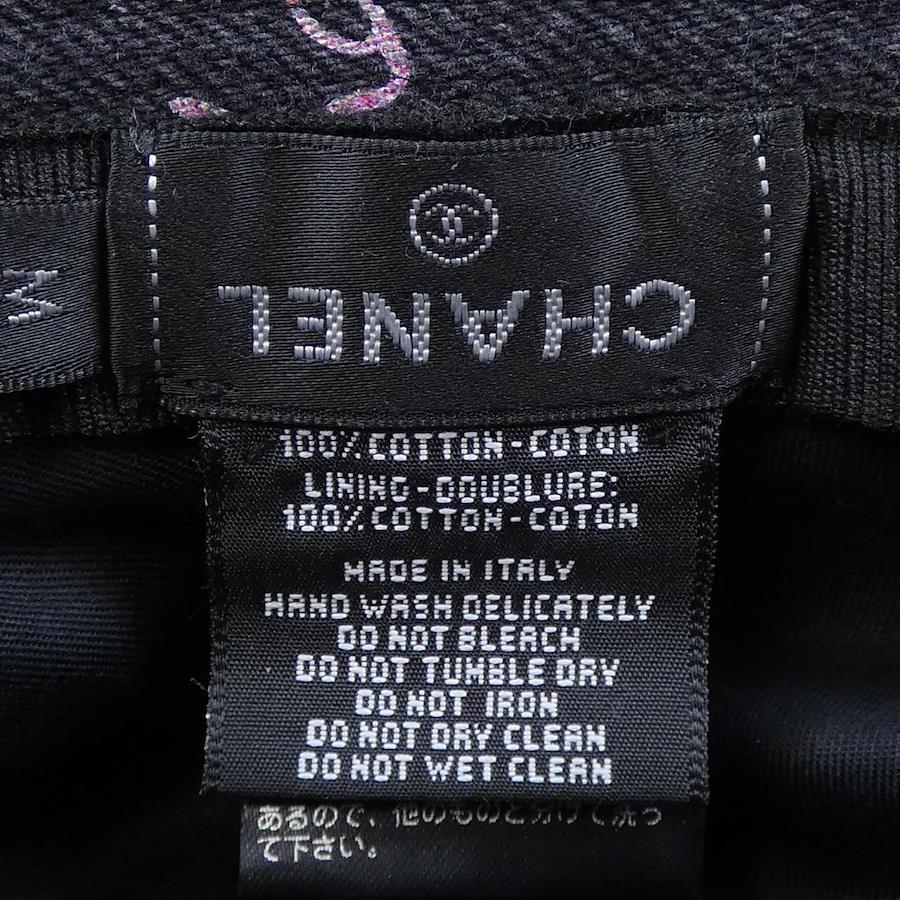 M
CHANEL
100% COTTON - COTON
LINING - DOUBLURE:
100% COTTON - COTON
MADE IN ITALY
HAND WASH DELICATELY
DO NOT BLEACH
DO NOT TUMBLE DRY
DO NOT IRON
DO NOT DRY CLEAN
DO NOT WET CLEAN
あるので、他のものと分けて洗っ
て下さい。